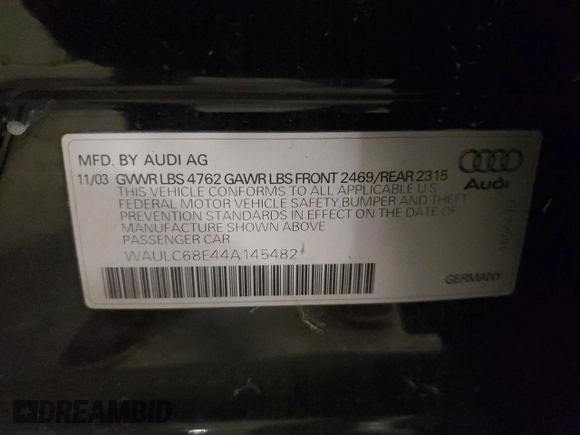 MFD. BY AUDI AG
11/03 GVWR LBS 4762 GAWR LBS FRONT 2469/REAR 2315
THIS VEHICLE CONFORMS TO ALL APPLICABLE U S
FEDERAL MOTOR VEHICLE SAFETY,BUMPER AND THEFT
PREVENTION STANDARDS IN EFFECT ON THE DATE OF
MANUFACTURE SHOWN ABOVE
PASSENGER CAR
WAULC68E44A145482
Audi
GERMANY
DREAMBID